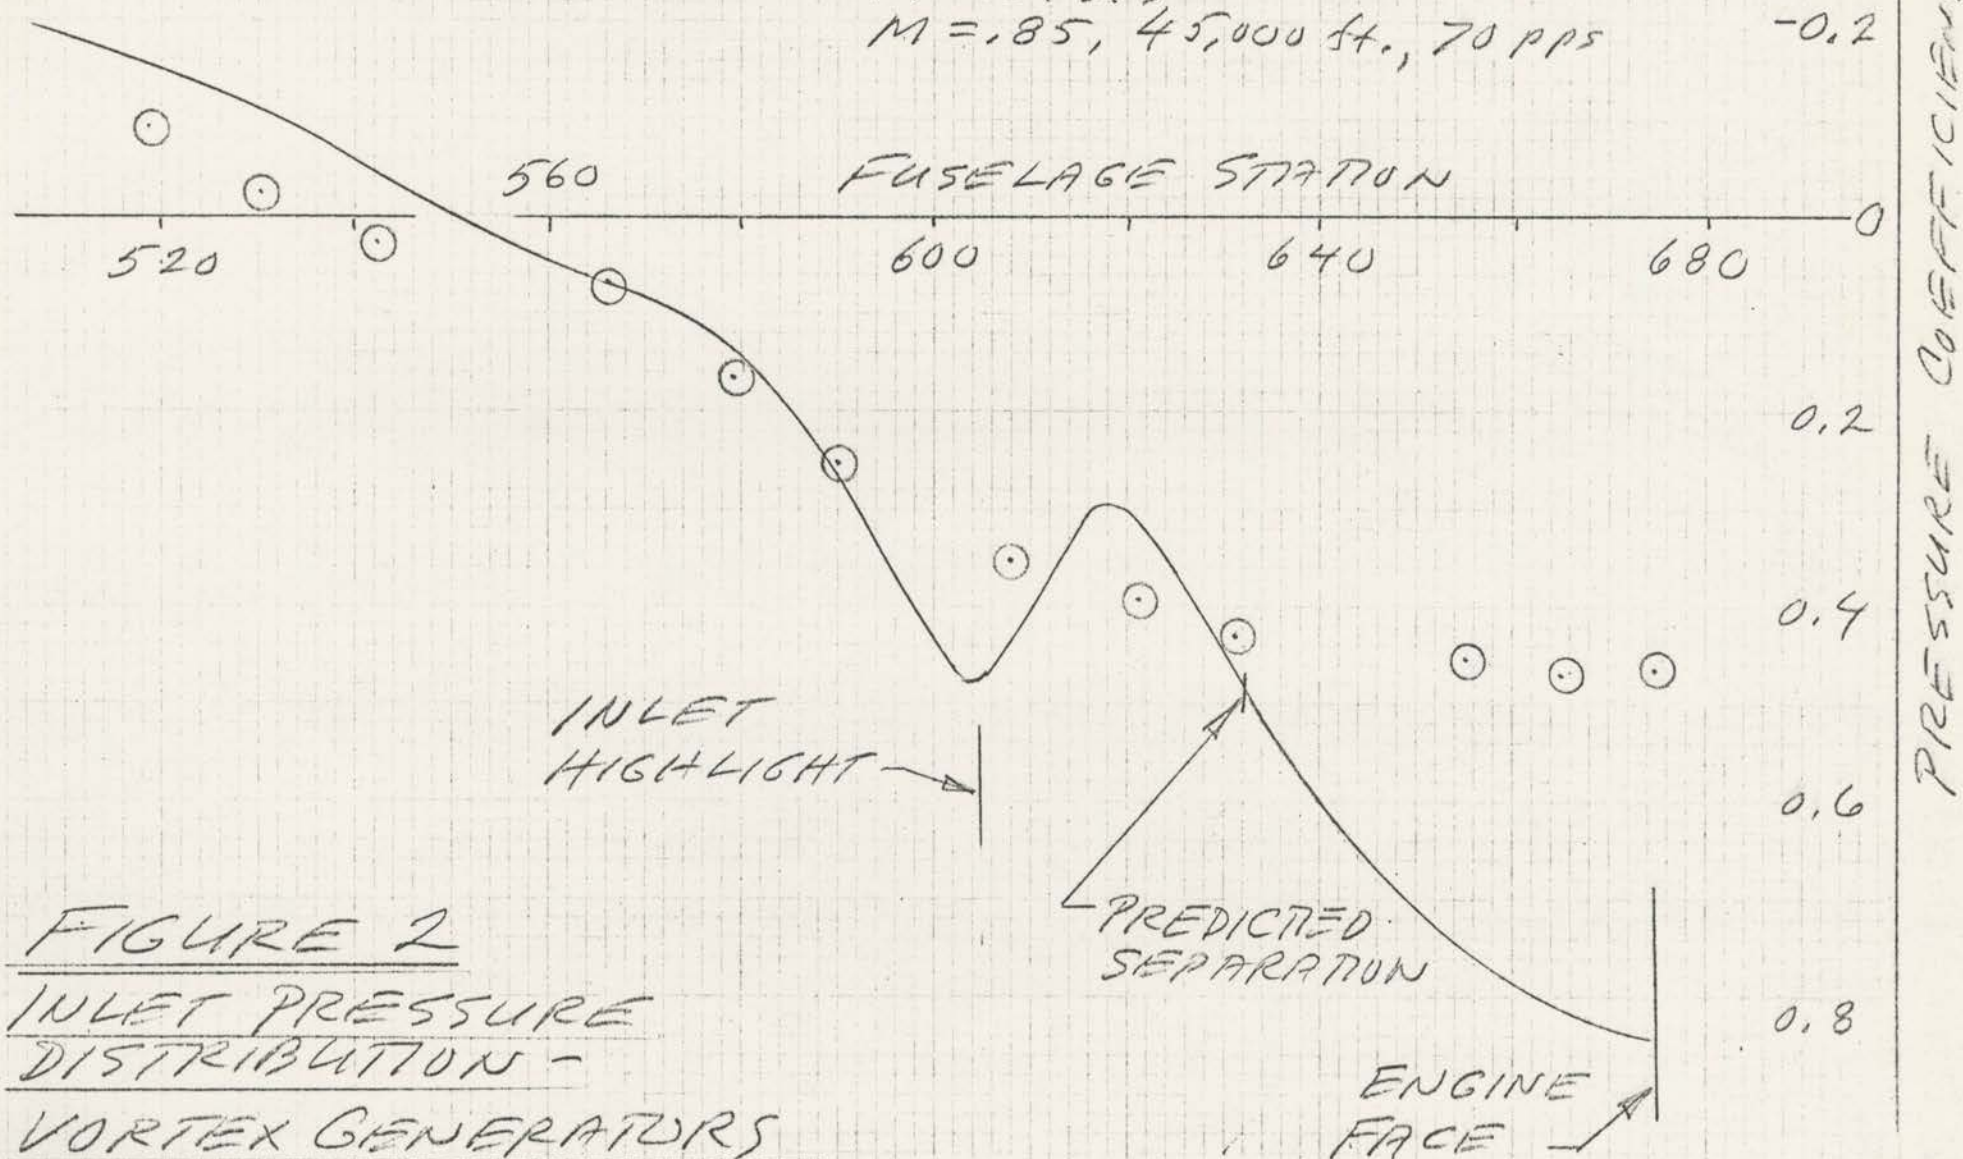 M = .85, 45,000 ft., 70 pps
-0.2
560
FUSELAGE STATION
0
520
600
640
680
0.2
0.4
0.6
0.8
PRESSURE COEFFICIENT
INLET
HIGHLIGHT
PREDICTED
SEPARATION
ENGINE
FACE
FIGURE 2
INLET PRESSURE
DISTRIBUTION -
VORTEX GENERATORS